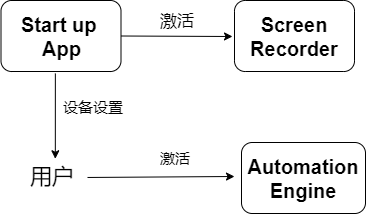 Start up
App
激活
Screen
Recorder
设备设置
用户
激活
Automation
Engine